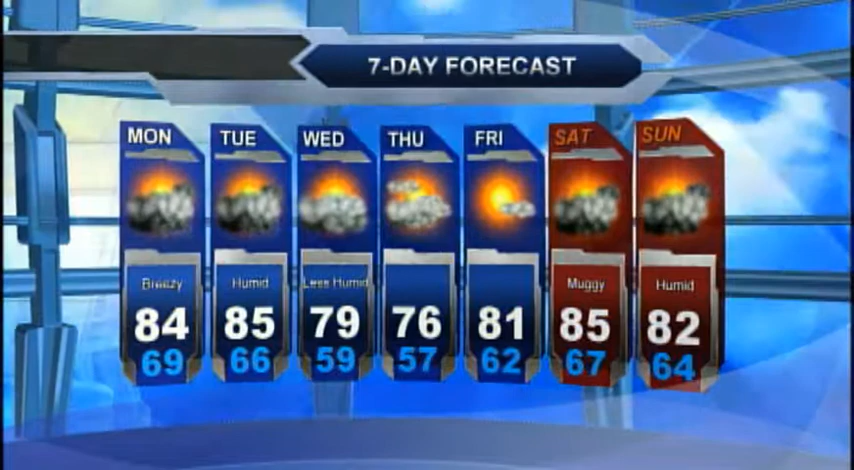 7-DAY FORECAST
MON TUE WED THU FRI SAT SUN
Breezy Humid Less Humid Muggy Humid
84 85 79 76 81 85 82
69 66 59 57 62 67 64